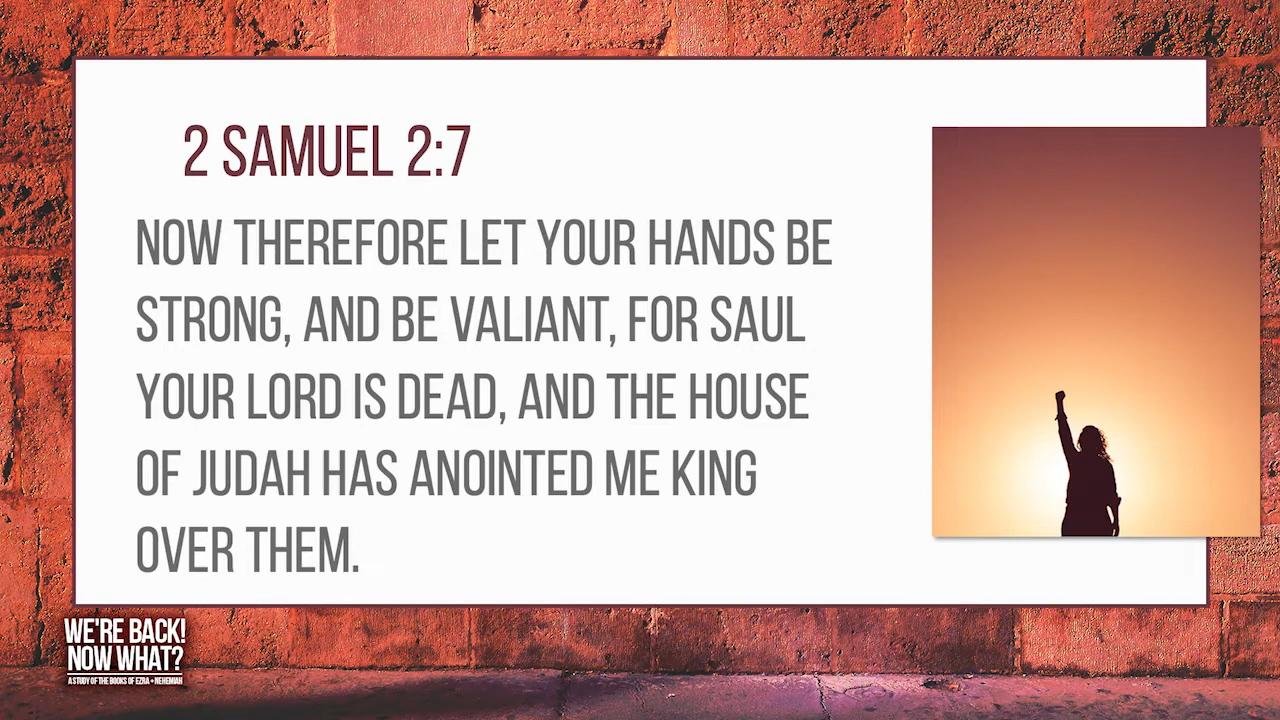 2 SAMUEL 2:7
NOW THEREFORE LET YOUR HANDS BE
STRONG, AND BE VALIANT, FOR SAUL
YOUR LORD IS DEAD, AND THE HOUSE
OF JUDAH HAS ANOINTED ME KING
OVER THEM.
WE'RE BACK!
NOW WHAT?
A STUDY OF THE BOOKS OF EZRA + NEHEMIAH